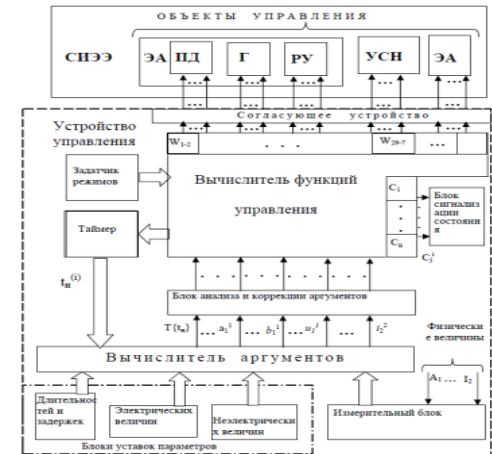 ОБЪЕКТЫ УПРАВЛЕНИЯ
СИЭЭ
ЭА
ПД
Г
РУ
УСН
ЭА
... ... ... ... ...
Согласующее устройство
... ... ... ... ...
Устройство
управления
W1-2
. . .
W29-7
...
Задатчик
режимов
Вычислитель функций
управления
C1
.
.
.
Cn
Блок
сигнализ
ации
состояни
я
Cji
Таймер
tн(i)
. . . . . . . . . . . .
Блок анализа и коррекции аргументов
T{tн} ... a11 ... b11 ... u11 ... i22
Физически
е величины
Вычислитель аргументов
A1 ... I2
Длительнос
тей и
задержек
Электрических
величин
Неэлектрически
х величин
Измерительный блок
Блоки уставок параметров